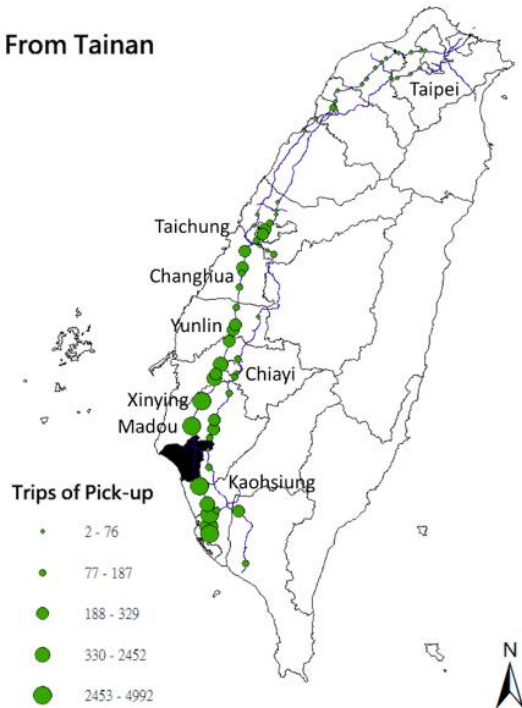 From Tainan
Taipei
Taichung
Changhua
Yunlin
Chiayi
Xinying
Madou
Kaohsiung
Trips of Pick-up
2 - 76
77 - 187
188 - 329
330 - 2452
2453 - 4992
N